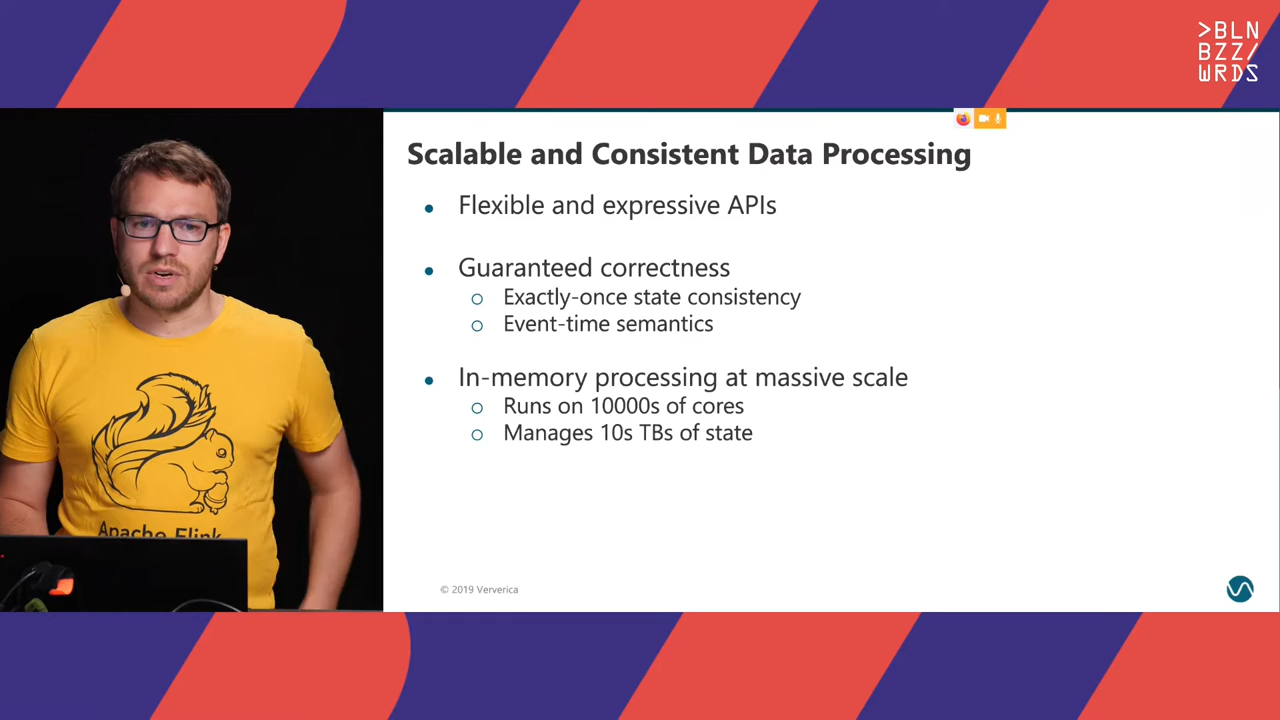 >BLN
BZZ/
WRDS
Scalable and Consistent Data Processing
Flexible and expressive APIs
Guaranteed correctness
Exactly-once state consistency
Event-time semantics
In-memory processing at massive scale
Runs on 10000s of cores
Manages 10s TBs of state
Apache Flink
© 2019 Ververica